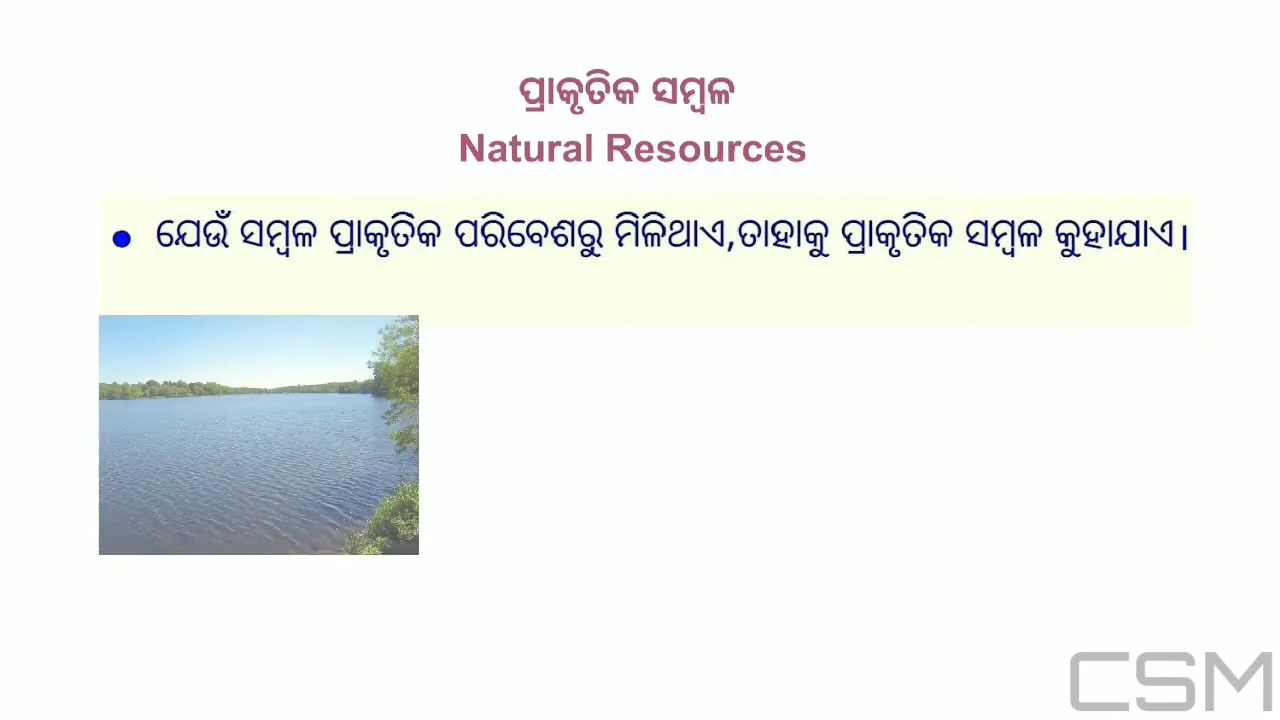 ପ୍ରାକୃତିକ ସମ୍ବଳ
Natural Resources
• ଯେଉଁ ସମ୍ବଳ ପ୍ରାକୃତିକ ପରିବେଶରୁ ମିଳିଥାଏ,ତାହାକୁ ପ୍ରାକୃତିକ ସମ୍ବଳ କୁହାଯାଏ।
CSM